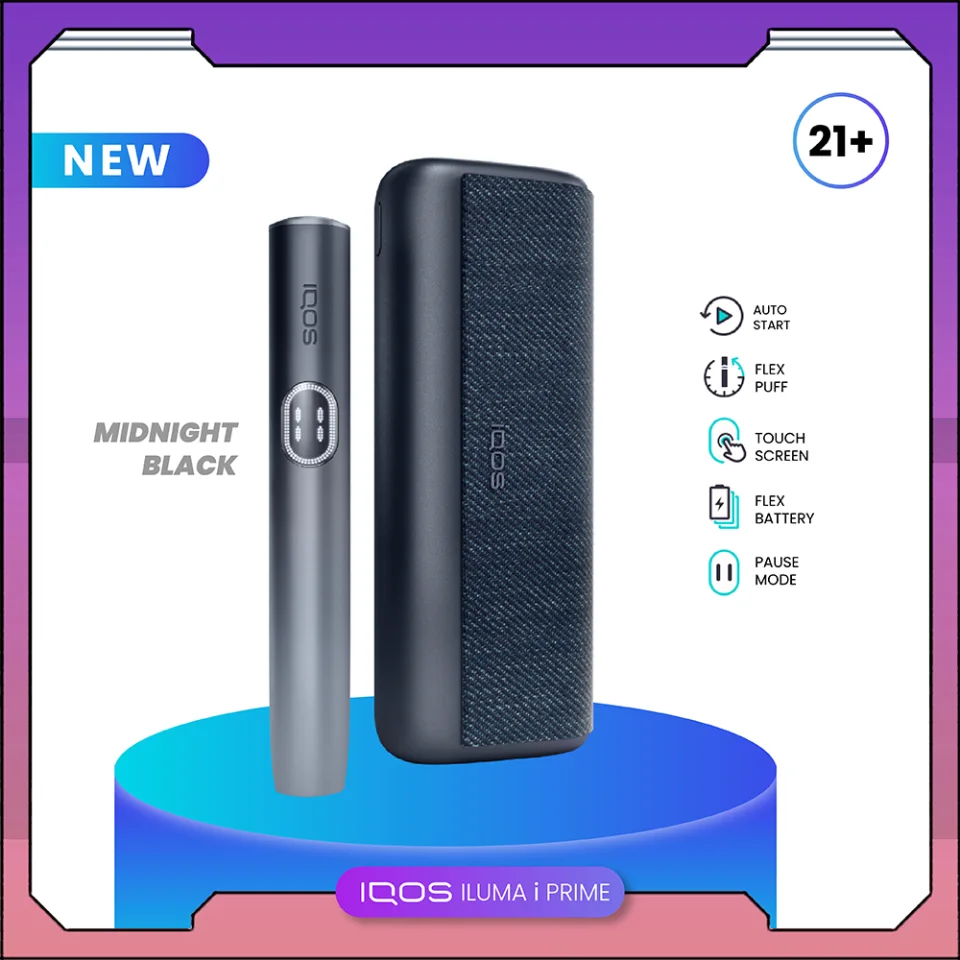 NEW
21+
IQOS
IQOS
MIDNIGHT
BLACK
AUTO
START
FLEX
PUFF
TOUCH
SCREEN
FLEX
BATTERY
PAUSE
MODE
IQOS ILUMA i PRIME